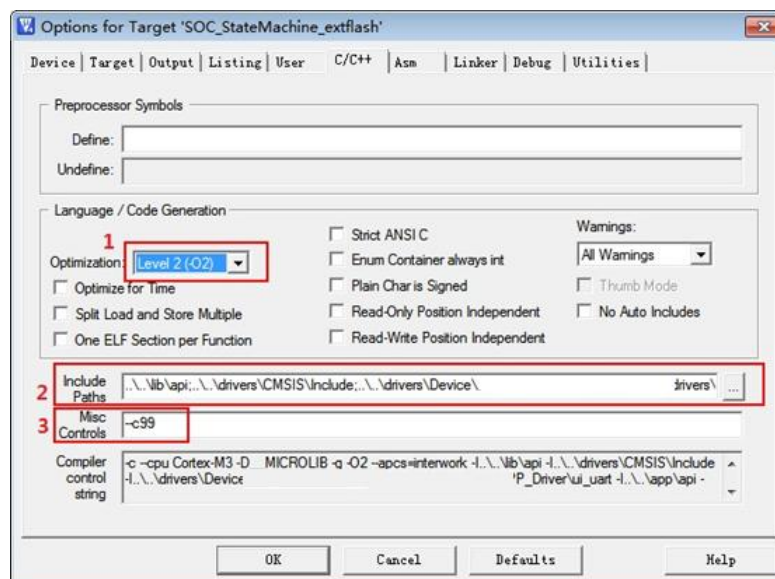 Options for Target 'SOC_StateMachine_extflash'
Device Target Output Listing User C/C++ Asm Linker Debug Utilities
Preprocessor Symbols
Define:
Undefine:
Language / Code Generation
1
Optimization: Level 2 (-O2)
Optimize for Time
Split Load and Store Multiple
One ELF Section per Function
Strict ANSI C
Enum Container always int
Plain Char is Signed
Read-Only Position Independent
Read-Write Position Independent
Warnings:
All Warnings
Thumb Mode
No Auto Includes
2
Include Paths ..\..\lib\api;..\..\drivers\CMSIS\Include;..\..\drivers\Device\. drivers\ ...
3
Misc Controls --c99
Compiler control string
-c --cpu Cortex-M3 -D__MICROLIB -g -O2 --apcs=interwork -I..\..\lib\api -I..\..\drivers\CMSIS\Include
-I..\..\drivers\Device 'P_Driver\ui_uart -I..\..\app\api -
OK Cancel Defaults Help